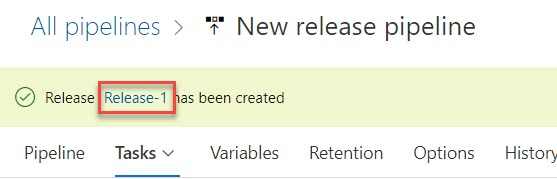 All pipelines > New release pipeline
Release Release-1 has been created
Pipeline Tasks Variables Retention Options History